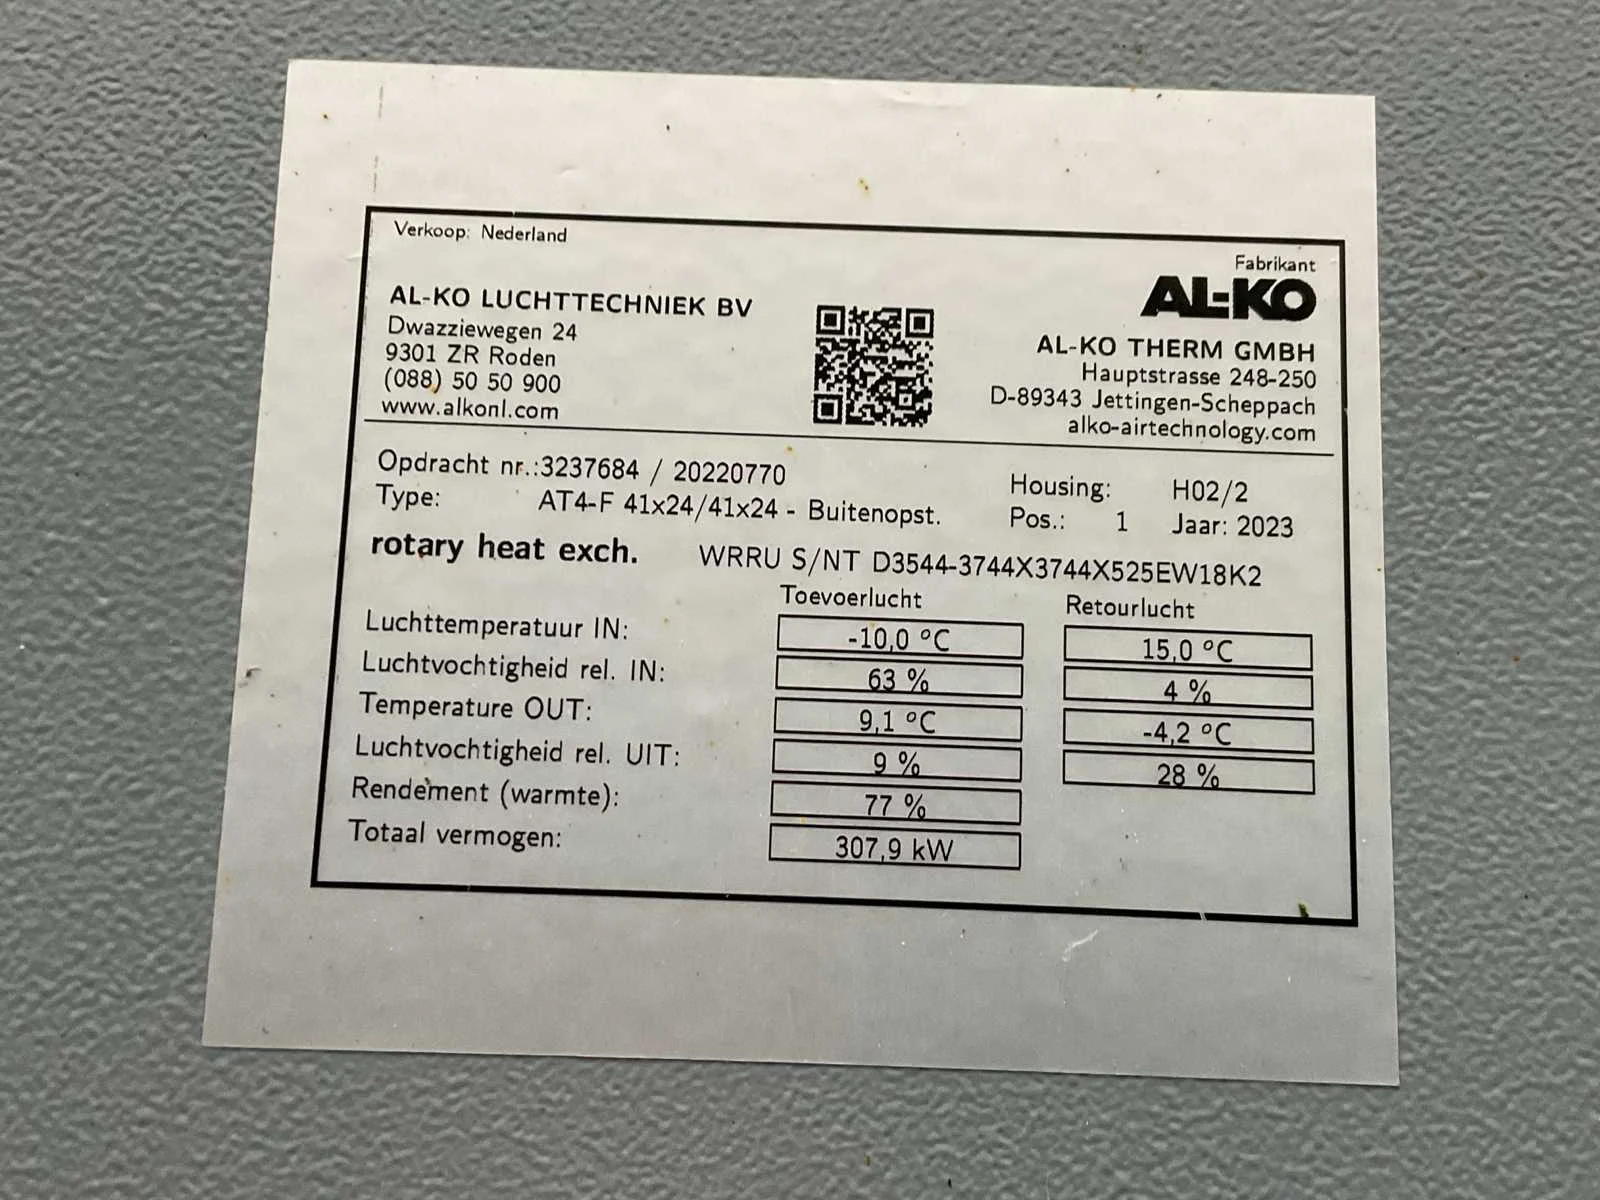 Verkoop: Nederland
AL-KO LUCHTTECHNIEK BV
Dwazziewegen 24
9301 ZR Roden
(088) 50 50 900
www.alkonl.com
Fabrikant
AL-KO
AL-KO THERM GMBH
Hauptstrasse 248-250
D-89343 Jettingen-Scheppach
alko-airtechnology.com
Opdracht nr.:3237684 / 20220770
Housing: H02/2
Type: AT4-F 41x24/41x24 - Buitenopst.
Pos.: 1 Jaar: 2023
rotary heat exch. WRRU S/NT D3544-3744X3744X525EW18K2
Toevoerlucht Retourlucht
Luchttemperatuur IN: -10,0 °C 15,0 °C
Luchtvochtigheid rel. IN: 63 % 4 %
Temperature OUT: 9,1 °C -4,2 °C
Luchtvochtigheid rel. UIT: 9 % 28 %
Rendement (warmte): 77 %
Totaal vermogen: 307,9 kW